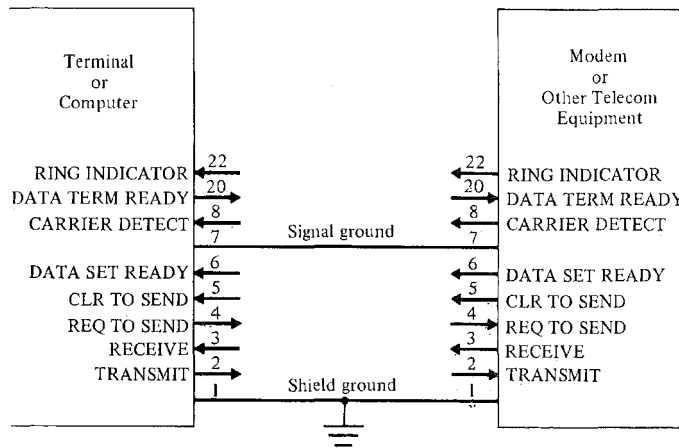 Terminal
or
Computer
Modem
or
Other Telecom
Equipment
RING INDICATOR 22 22 RING INDICATOR
DATA TERM READY 20 20 DATA TERM READY
CARRIER DETECT 8 8 CARRIER DETECT
7 Signal ground 7
DATA SET READY 6 6 DATA SET READY
CLR TO SEND 5 5 CLR TO SEND
REQ TO SEND 4 4 REQ TO SEND
RECEIVE 3 3 RECEIVE
TRANSMIT 2 2 TRANSMIT
1 Shield ground 1